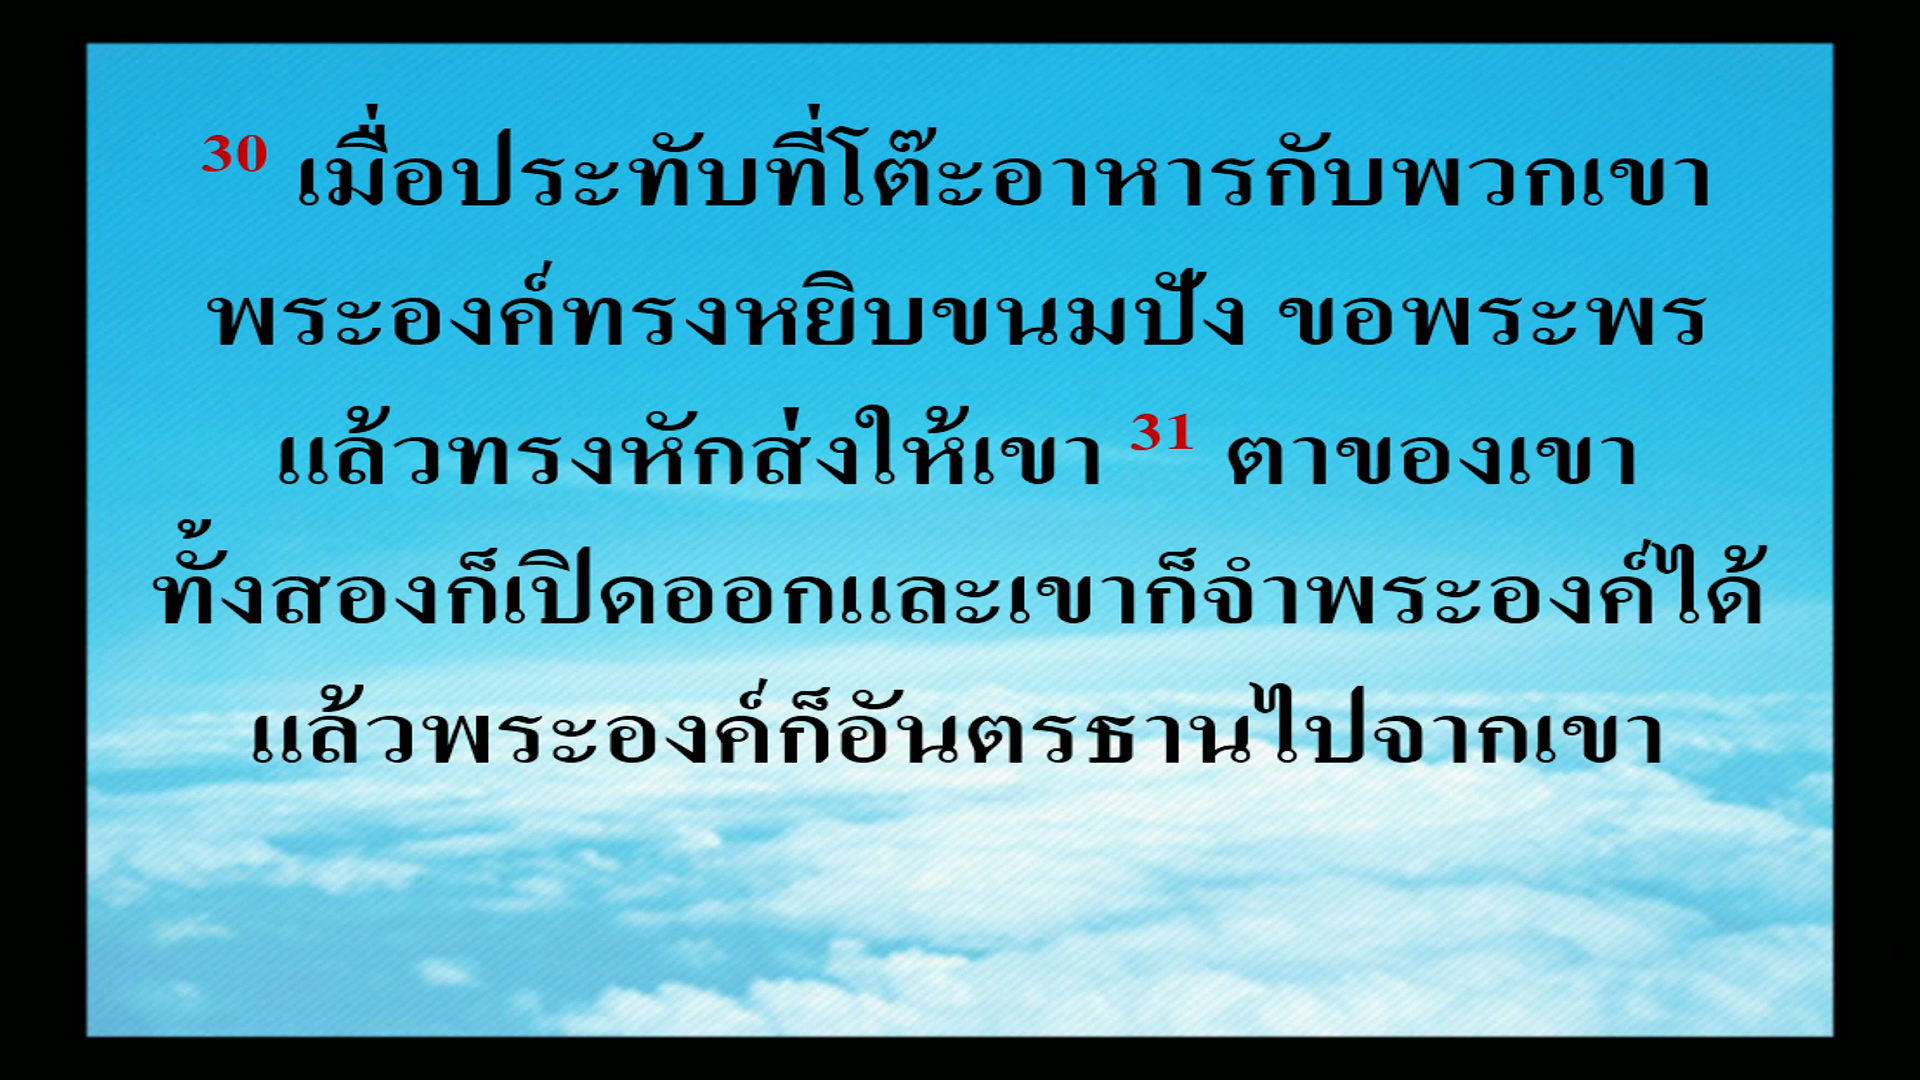 30 เมื่อประทับที่โต๊ะอาหารกับพวกเขา
พระองค์ทรงหยิบขนมปัง ขอพระพร
แล้วทรงหักส่งให้เขา 31 ตาของเขา
ทั้งสองก็เปิดออกและเขาก็จำพระองค์ได้
แล้วพระองค์ก็อันตรธานไปจากเขา